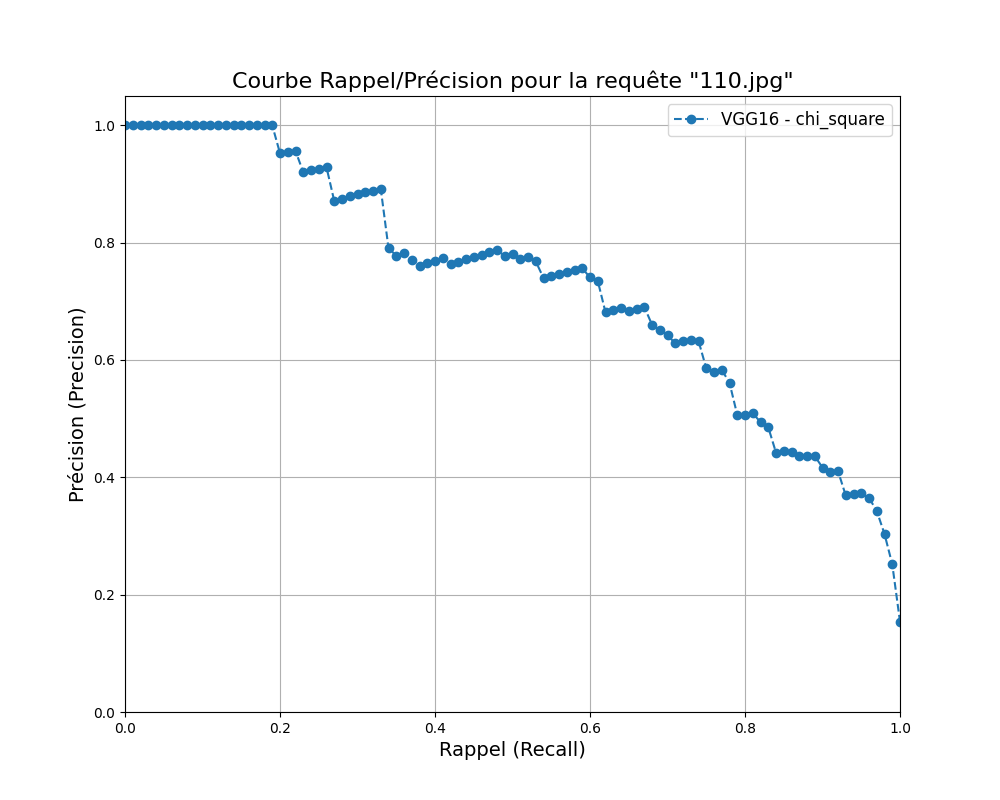 Courbe Rappel/Précision pour la requête "110.jpg"
VGG16 - chi_square
Précision (Precision)
1.0
0.8
0.6
0.4
0.2
0.0
0.0 0.2 0.4 0.6 0.8 1.0
Rappel (Recall)